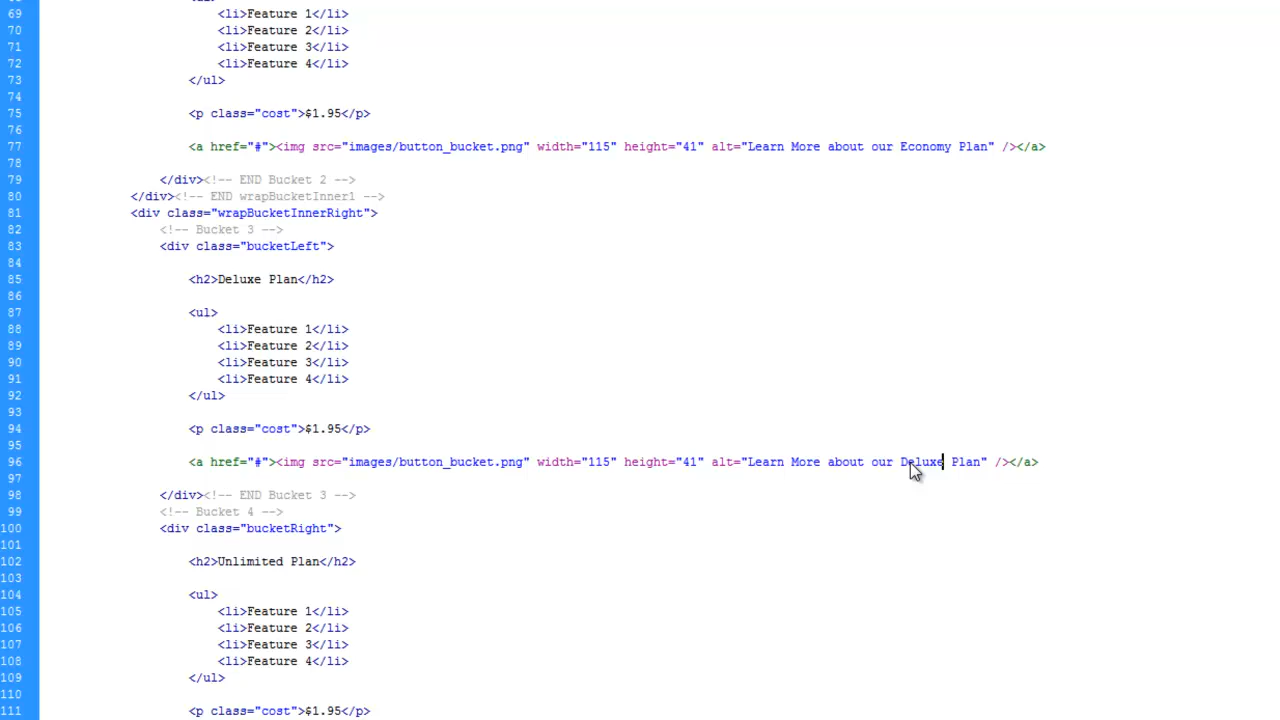 69 <li>Feature 1</li>
70 <li>Feature 2</li>
71 <li>Feature 3</li>
72 <li>Feature 4</li>
73 </ul>
74
75 <p class="cost">$1.95</p>
76
77 <a href="#"><img src="images/button_bucket.png" width="115" height="41" alt="Learn More about our Economy Plan" /></a>
78
79 </div><!-- END Bucket 2 -->
80 </div><!-- END wrapBucketInner1 -->
81 <div class="wrapBucketInnerRight">
82 <!-- Bucket 3 -->
83 <div class="bucketLeft">
84
85 <h2>Deluxe Plan</h2>
86
87 <ul>
88 <li>Feature 1</li>
89 <li>Feature 2</li>
90 <li>Feature 3</li>
91 <li>Feature 4</li>
92 </ul>
93
94 <p class="cost">$1.95</p>
95
96 <a href="#"><img src="images/button_bucket.png" width="115" height="41" alt="Learn More about our Deluxe Plan" /></a>
97
98 </div><!-- END Bucket 3 -->
99 <!-- Bucket 4 -->
100 <div class="bucketRight">
101
102 <h2>Unlimited Plan</h2>
103
104 <ul>
105 <li>Feature 1</li>
106 <li>Feature 2</li>
107 <li>Feature 3</li>
108 <li>Feature 4</li>
109 </ul>
110
111 <p class="cost">$1.95</p>